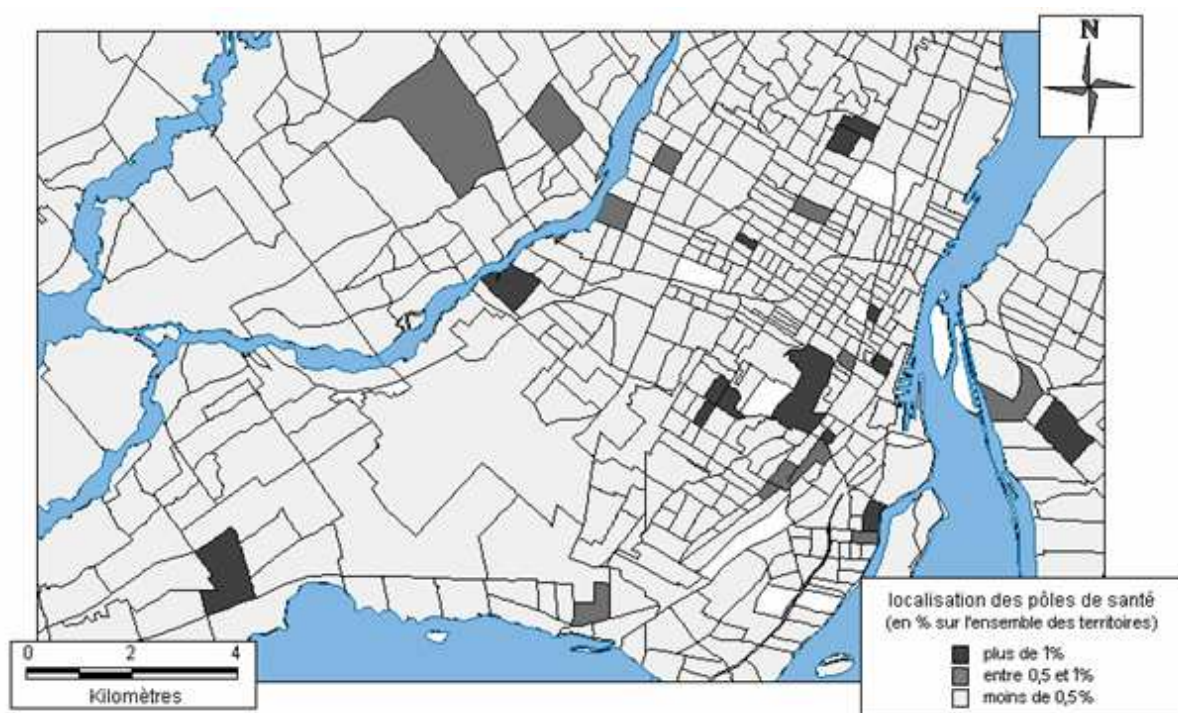 N
0 2 4
Kilomètres
localisation des pôles de santé
(en % sur l'ensemble des territoires)
plus de 1%
entre 0,5 et 1%
moins de 0,5%